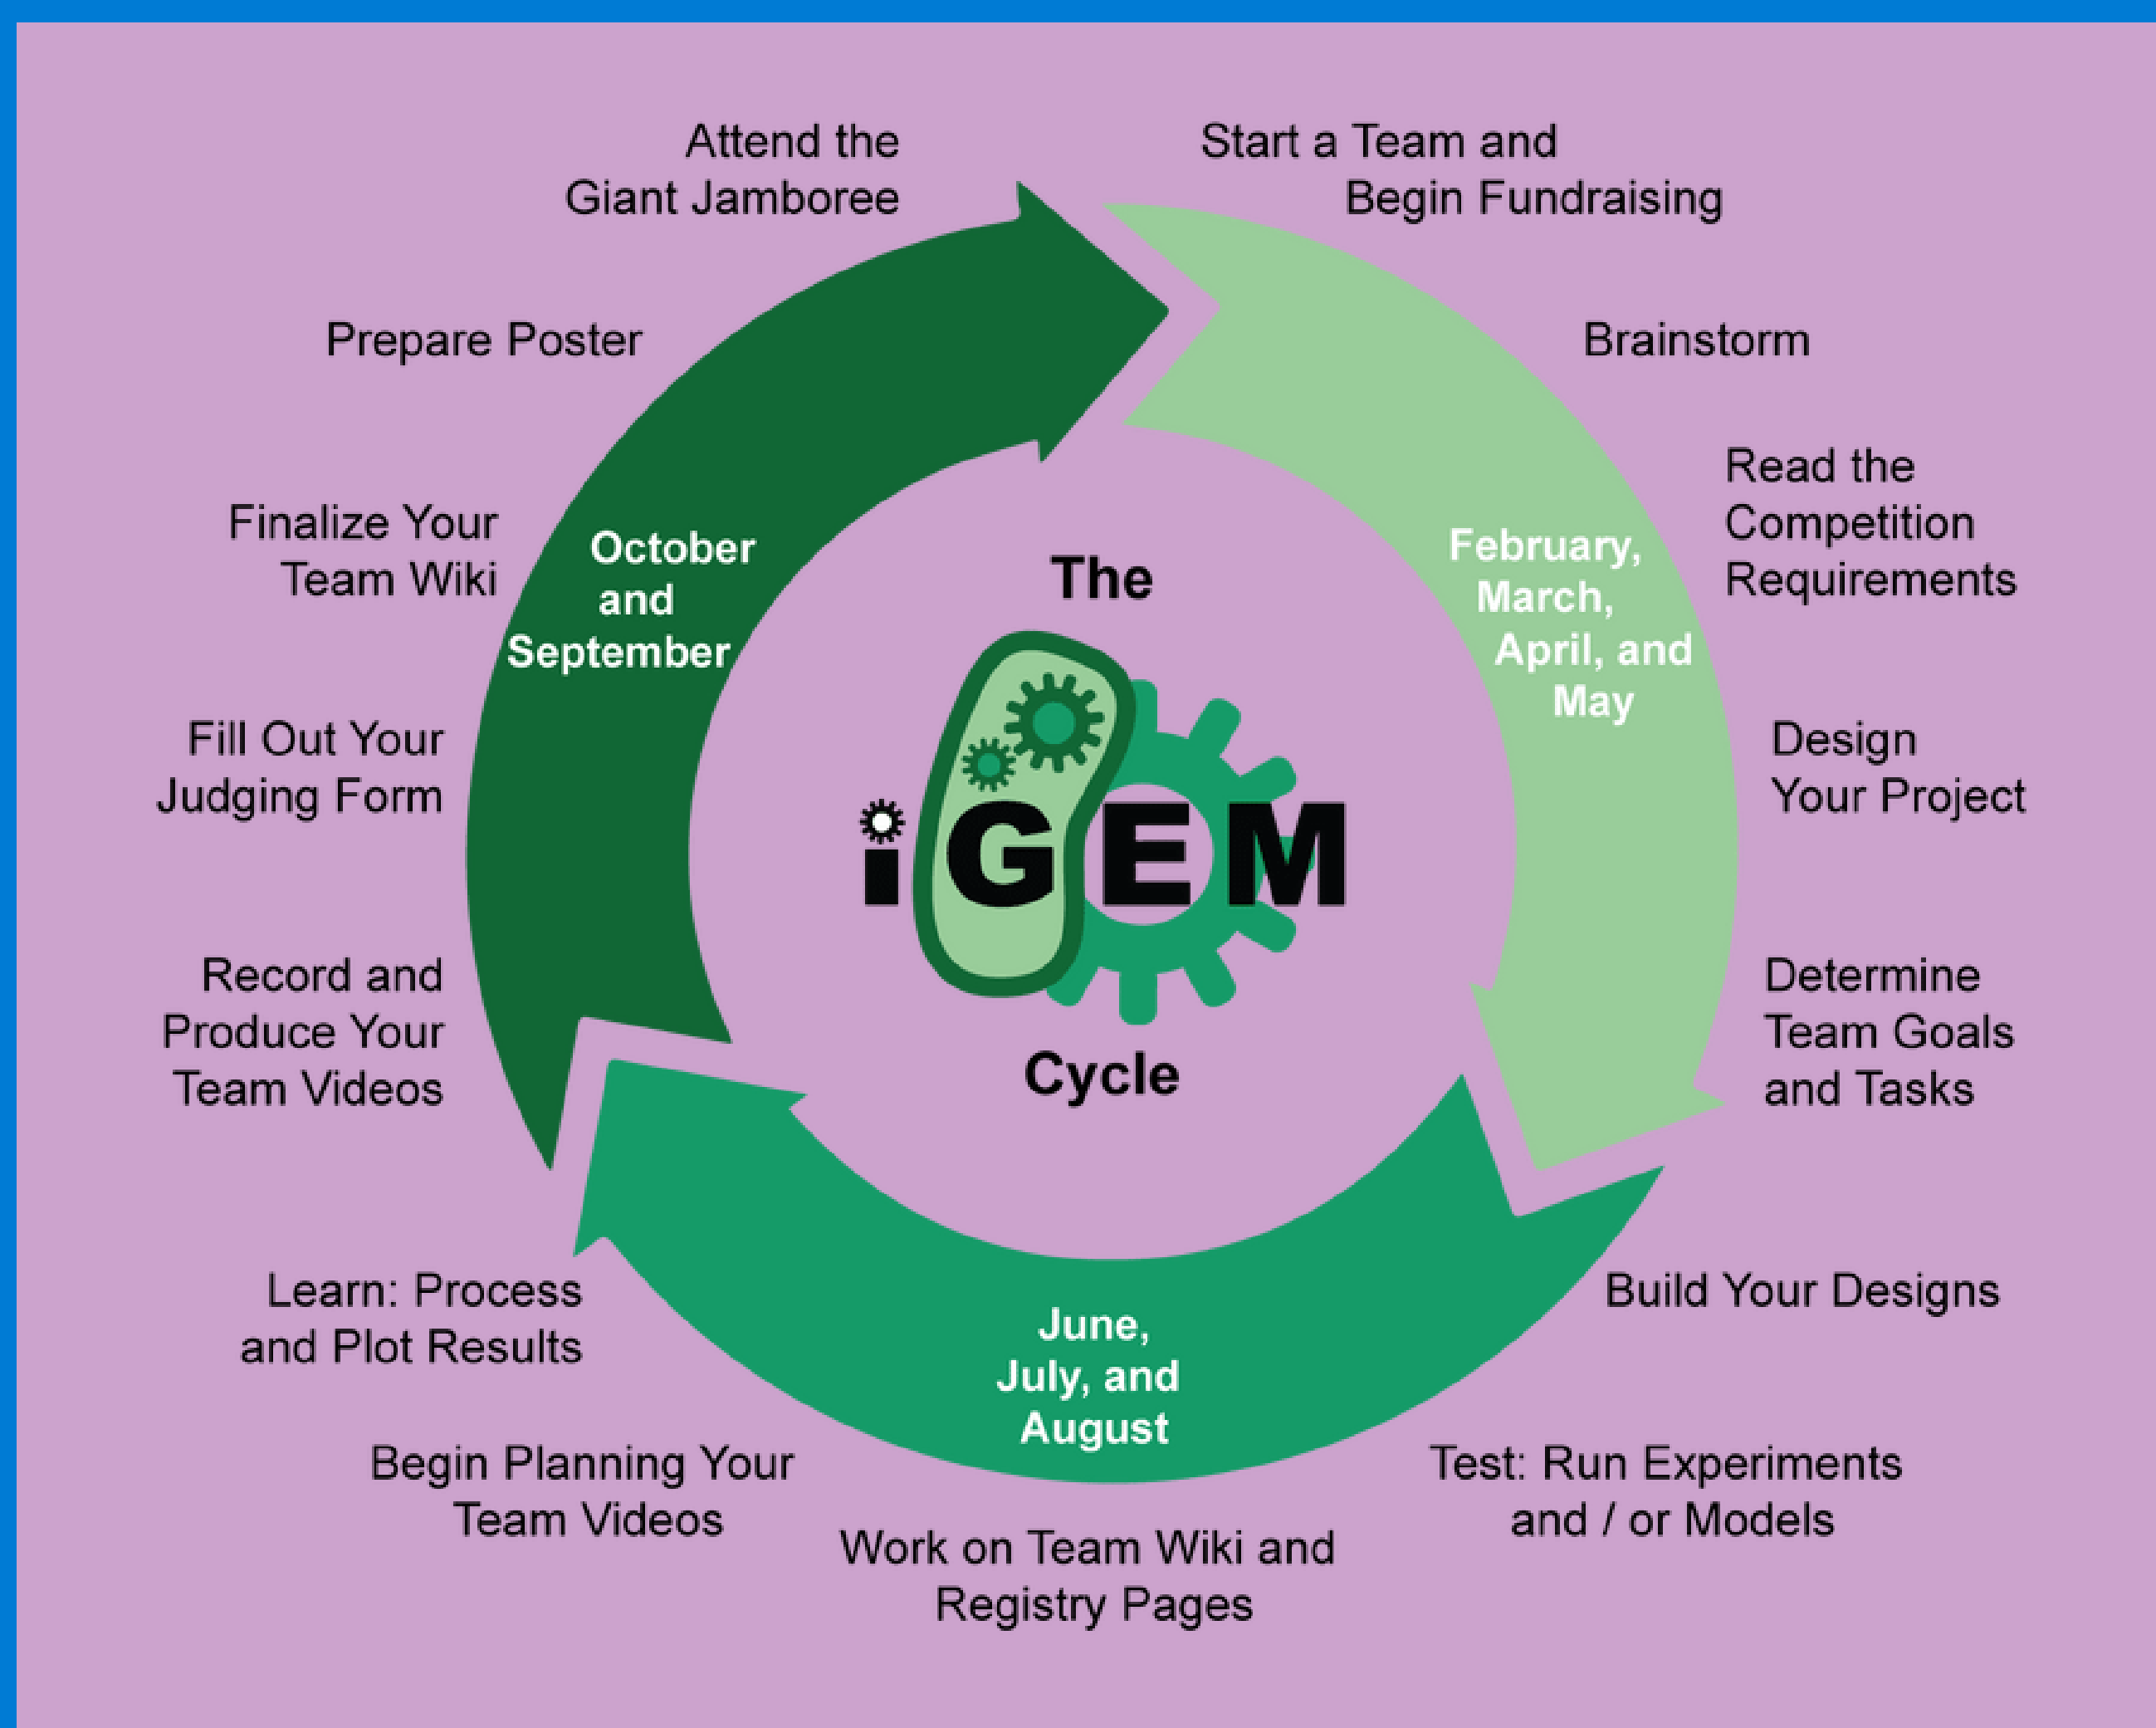 Attend the
Giant Jamboree
Start a Team and
Begin Fundraising
Prepare Poster
Brainstorm
Read the
Competition
Requirements
Finalize Your
Team Wiki
October
and
September
The
February,
March,
April, and
May
Fill Out Your
Judging Form
iGEM
Design
Your Project
Record and
Produce Your
Team Videos
Cycle
Determine
Team Goals
and Tasks
Learn: Process
and Plot Results
June,
July, and
August
Build Your Designs
Begin Planning Your
Team Videos
Work on Team Wiki and
Registry Pages
Test: Run Experiments
and / or Models